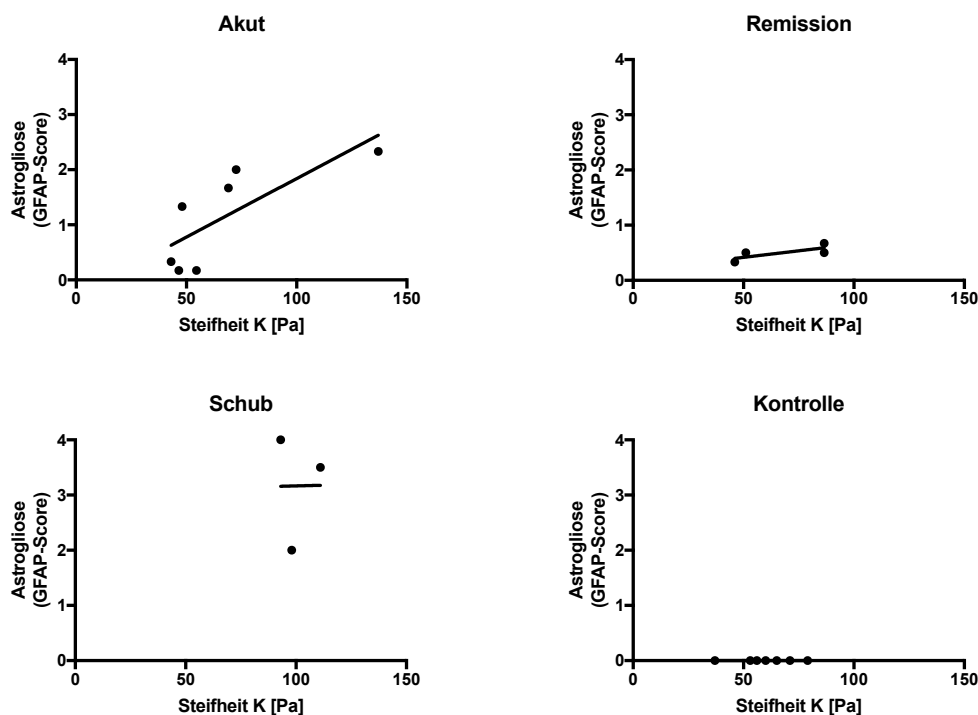 Akut
4
3
2
1
0
Astrogliose
(GFAP-Score)
0 50 100 150
Steifheit K [Pa]
Remission
4
3
2
1
0
Astrogliose
(GFAP-Score)
0 50 100 150
Steifheit K [Pa]
Schub
4
3
2
1
0
Astrogliose
(GFAP-Score)
0 50 100 150
Steifheit K [Pa]
Kontrolle
4
3
2
1
0
Astrogliose
(GFAP-Score)
0 50 100 150
Steifheit K [Pa]